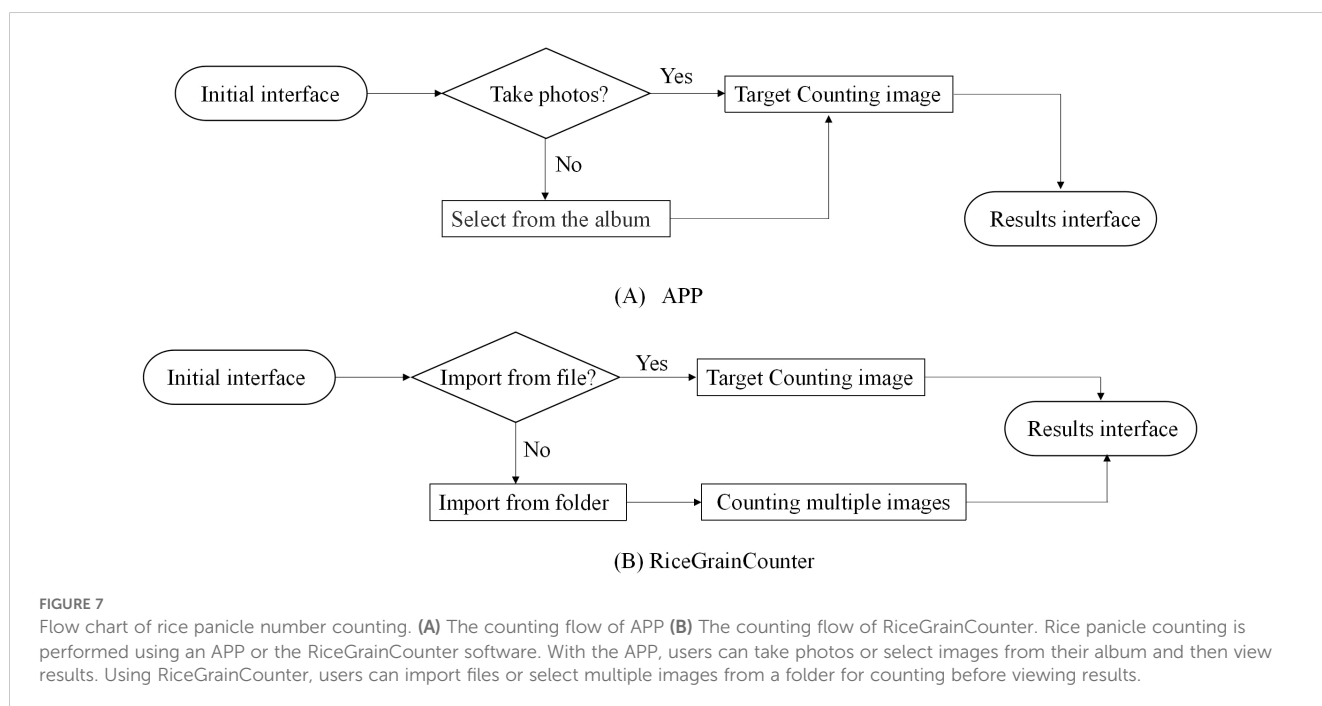 Initial interface
Take photos?
Yes
Target Counting image
No
Select from the album
Results interface
(A) APP
Initial interface
Import from file?
Yes
Target Counting image
Results interface
No
Import from folder
Counting multiple images
(B) RiceGrainCounter
FIGURE 7
Flow chart of rice panicle number counting. (A) The counting flow of APP (B) The counting flow of RiceGrainCounter. Rice panicle counting is
performed using an APP or the RiceGrainCounter software. With the APP, users can take photos or select images from their album and then view
results. Using RiceGrainCounter, users can import files or select multiple images from a folder for counting before viewing results.